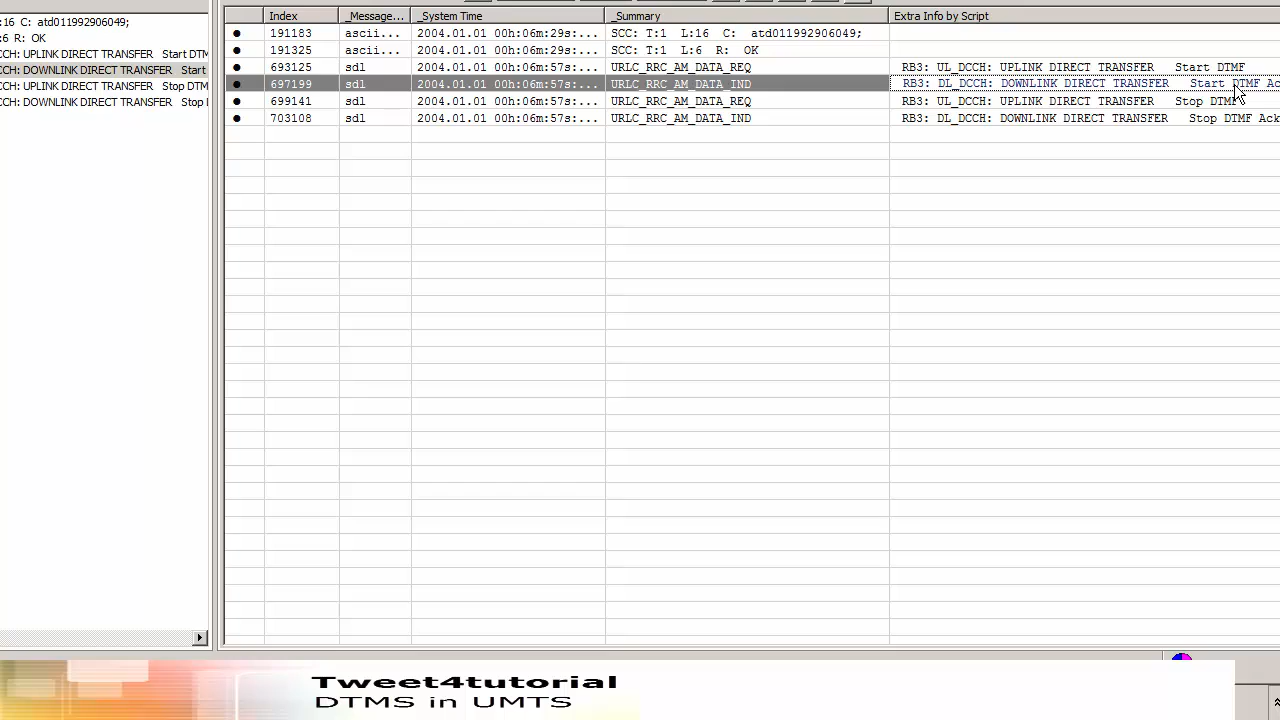 :16 C: atd011992906049;
:6 R: OK
CCH: UPLINK DIRECT TRANSFER Start DTM
CCH: DOWNLINK DIRECT TRANSFER Start
CCH: UPLINK DIRECT TRANSFER Stop DTM
CCH: DOWNLINK DIRECT TRANSFER Stop
Index _Message... _System Time _Summary Extra Info by Script
191183 ascii... 2004.01.01 00h:06m:29s:... SCC: T:1 L:16 C: atd011992906049;
191325 ascii... 2004.01.01 00h:06m:29s:... SCC: T:1 L:6 R: OK
693125 sdl 2004.01.01 00h:06m:57s:... URLC_RRC_AM_DATA_REQ RB3: UL_DCCH: UPLINK DIRECT TRANSFER Start DTMF
697199 sdl 2004.01.01 00h:06m:57s:... URLC_RRC_AM_DATA_IND RB3: DL_DCCH: DOWNLINK DIRECT TRANSFER Start DTMF Ac
699141 sdl 2004.01.01 00h:06m:57s:... URLC_RRC_AM_DATA_REQ RB3: UL_DCCH: UPLINK DIRECT TRANSFER Stop DTMF
703108 sdl 2004.01.01 00h:06m:57s:... URLC_RRC_AM_DATA_IND RB3: DL_DCCH: DOWNLINK DIRECT TRANSFER Stop DTMF Ack
Tweet4tutorial
DTMS in UMTS